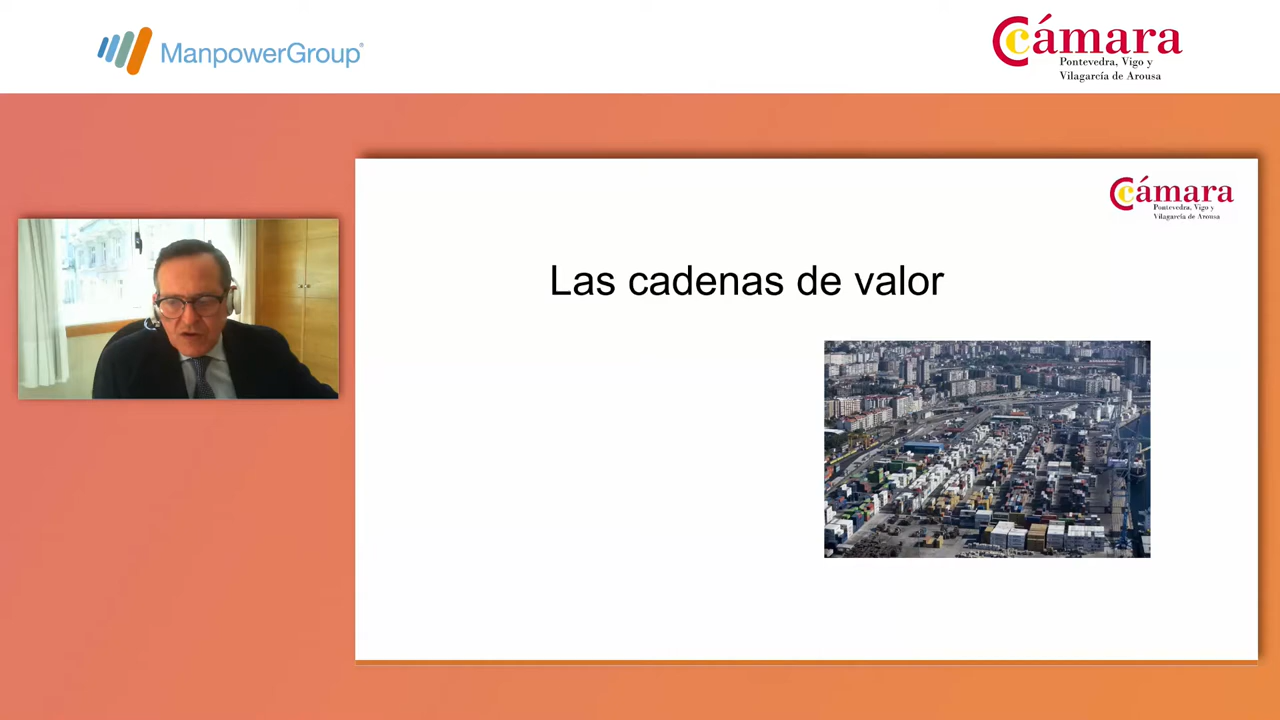 ManpowerGroup
Cámara
Pontevedra, Vigo y
Vilagarcía de Arousa
Cámara
Pontevedra, Vigo y
Vilagarcía de Arousa
Las cadenas de valor